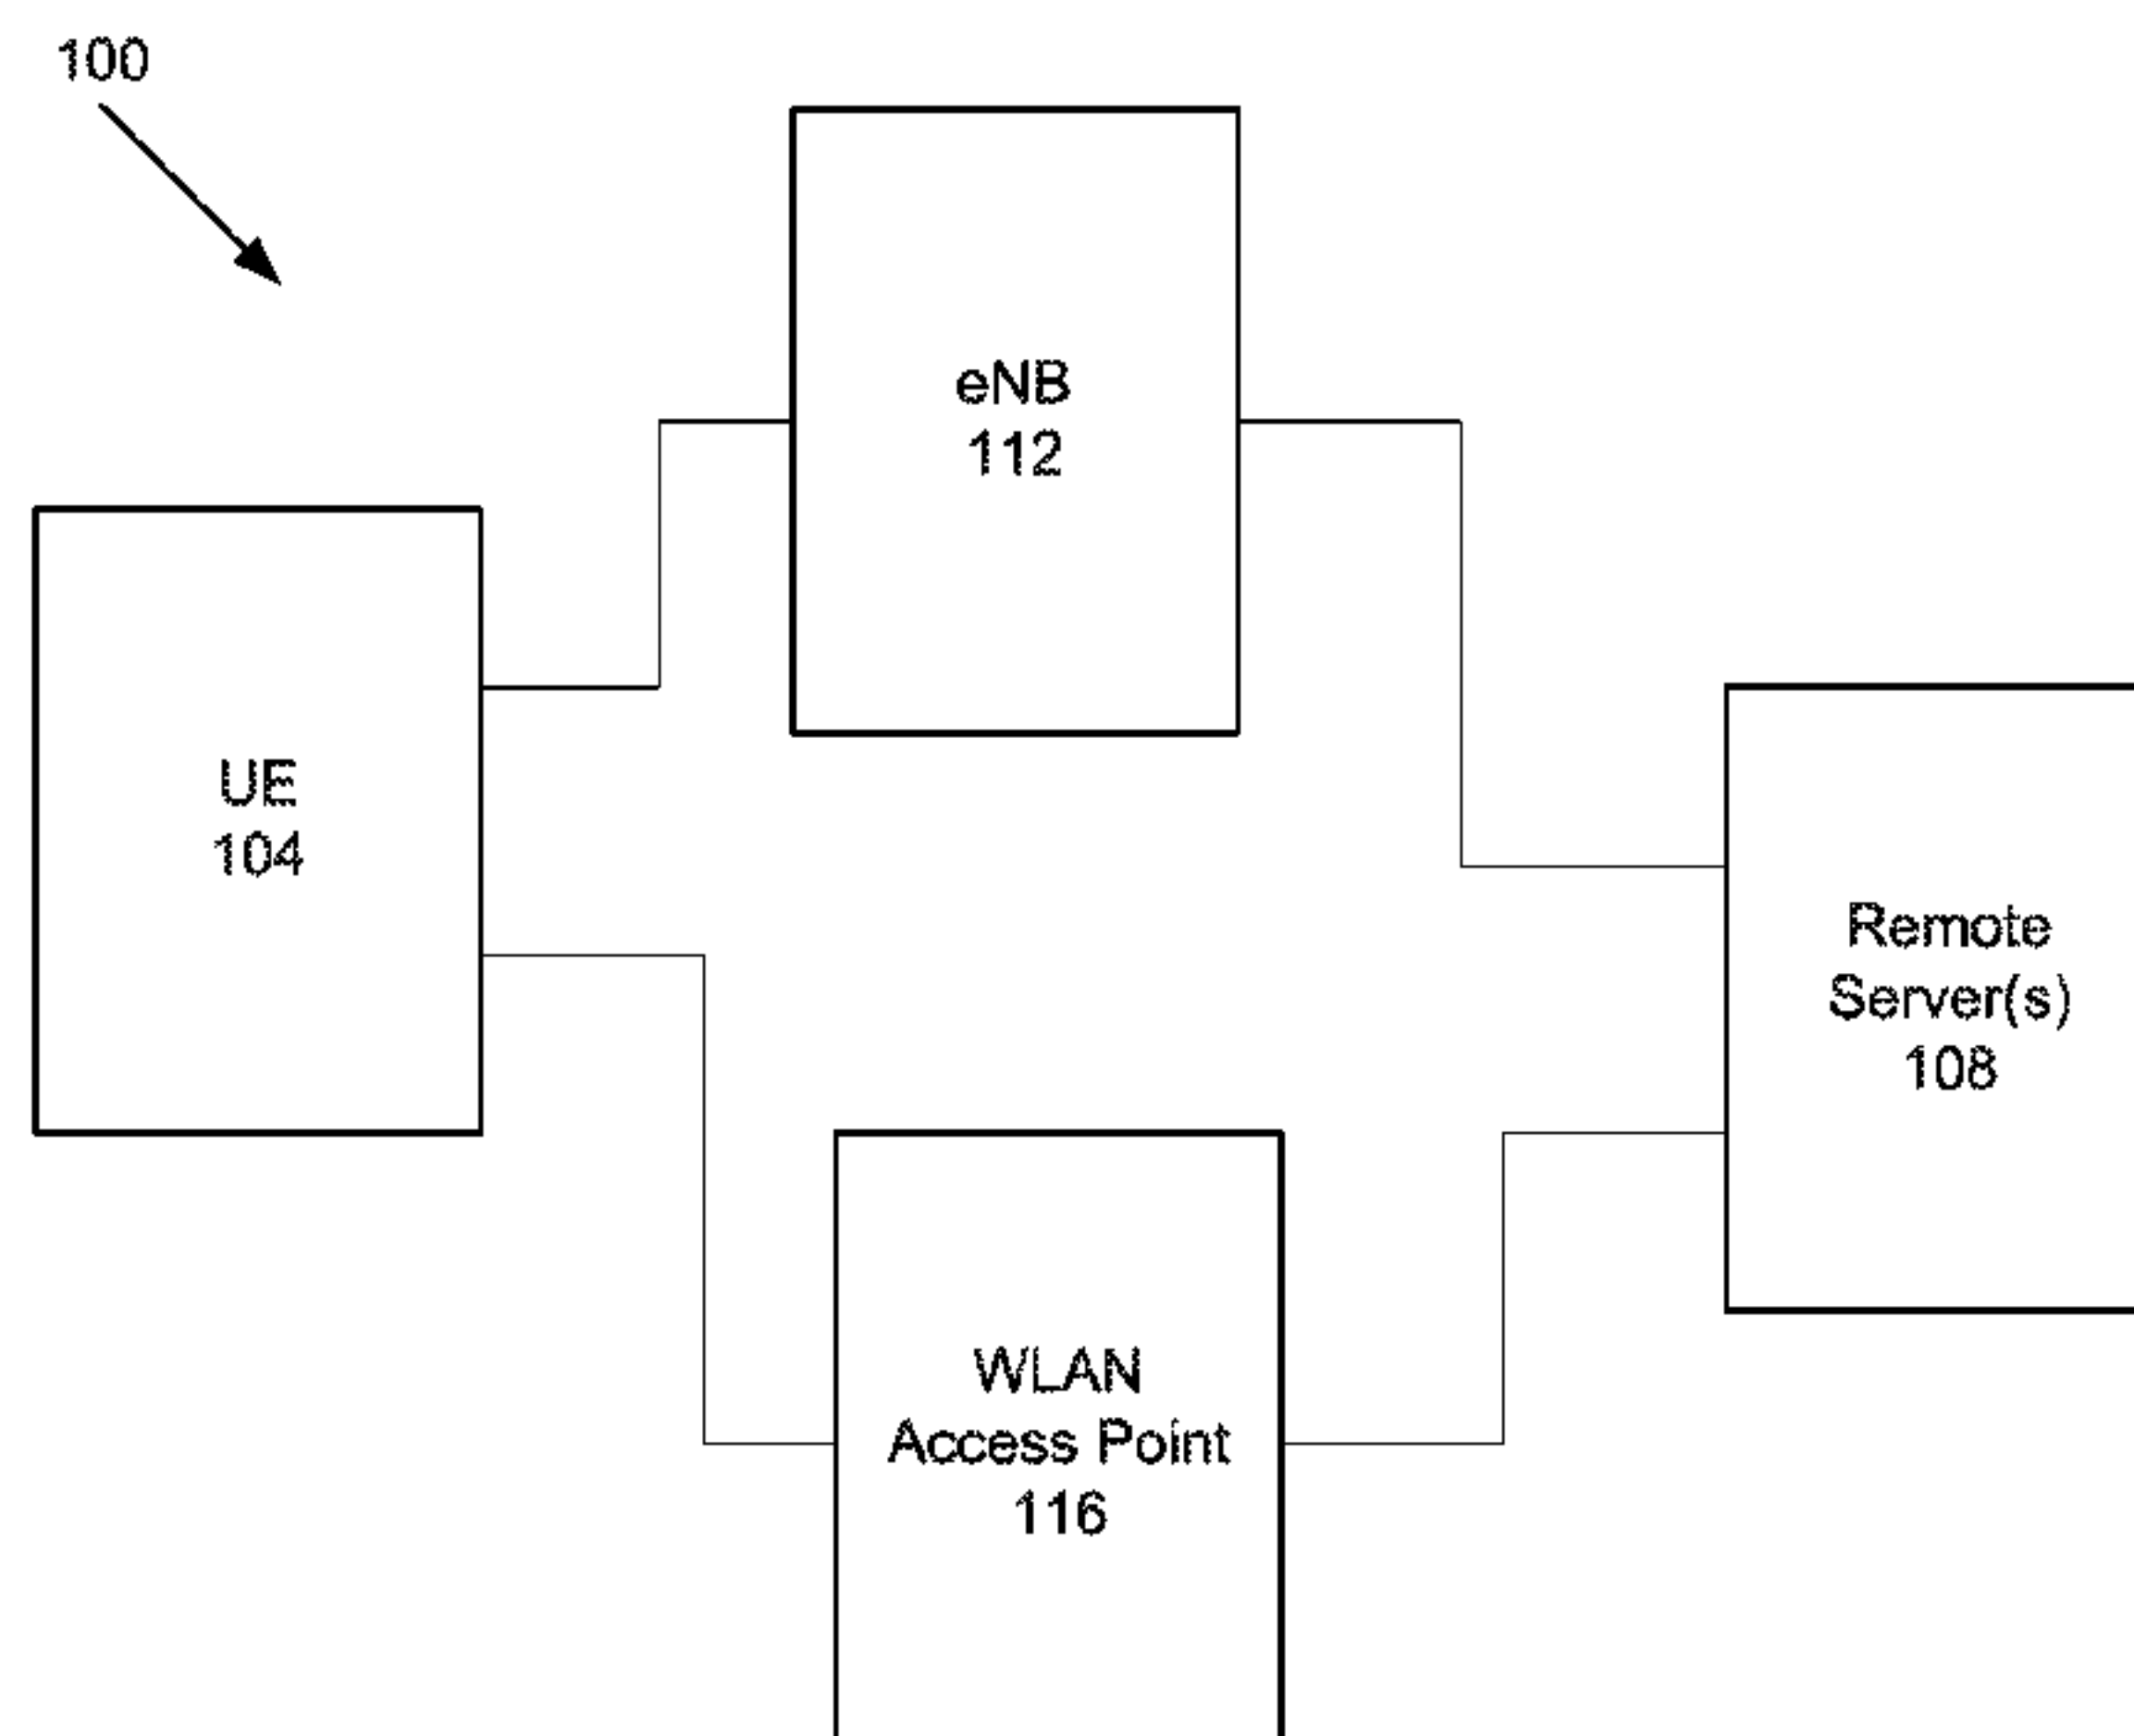 100
eNB
112
UE
104
Remote
Server(s)
108
WLAN
Access Point
116